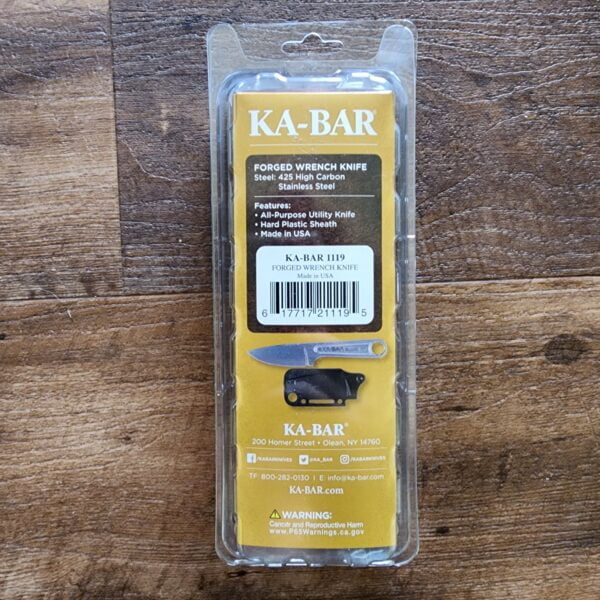 KA-BAR®
FORGED WRENCH KNIFE
Steel: 425 High Carbon
Stainless Steel
Features:
• All-Purpose Utility Knife
• Hard Plastic Sheath
• Made in USA
KA-BAR 1119
FORGED WRENCH KNIFE
Made in USA
6 17717 21119 5
KA-BAR
KA-BAR®
200 Homer Street • Olean, NY 14760
/KABARKNIVES @KA_BAR /KABARKNIVES
TF: 800-282-0130 | E: info@ka-bar.com
KA-BAR.com
WARNING:
Cancer and Reproductive Harm
www.P65Warnings.ca.gov